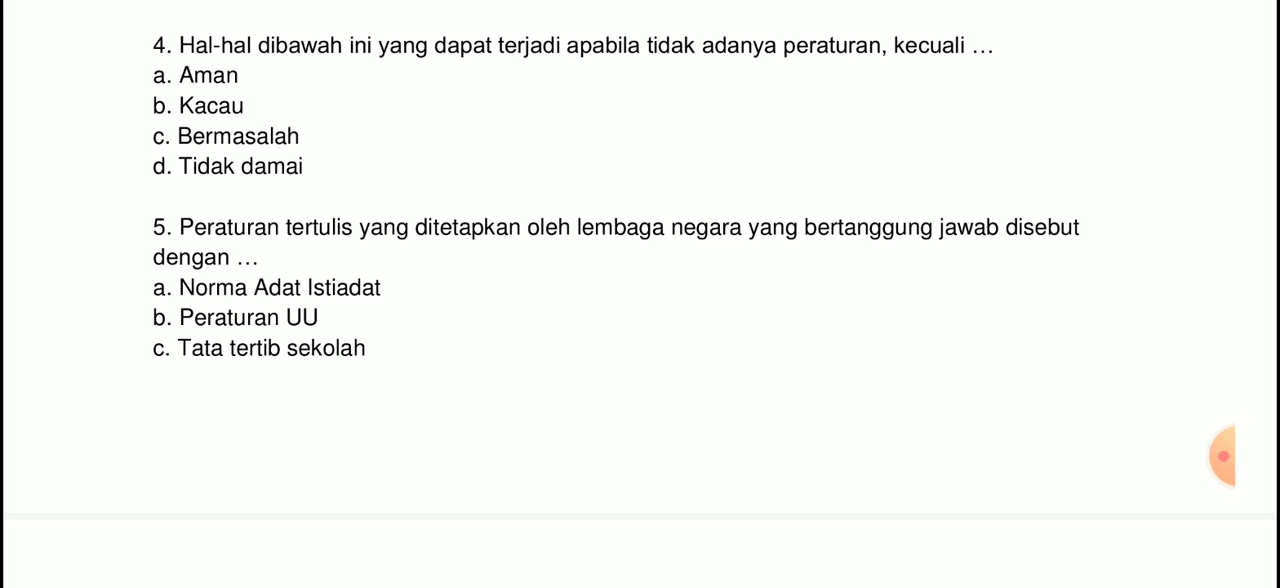 4. Hal-hal dibawah ini yang dapat terjadi apabila tidak adanya peraturan, kecuali …
a. Aman
b. Kacau
c. Bermasalah
d. Tidak damai
5. Peraturan tertulis yang ditetapkan oleh lembaga negara yang bertanggung jawab disebut
dengan …
a. Norma Adat Istiadat
b. Peraturan UU
c. Tata tertib sekolah